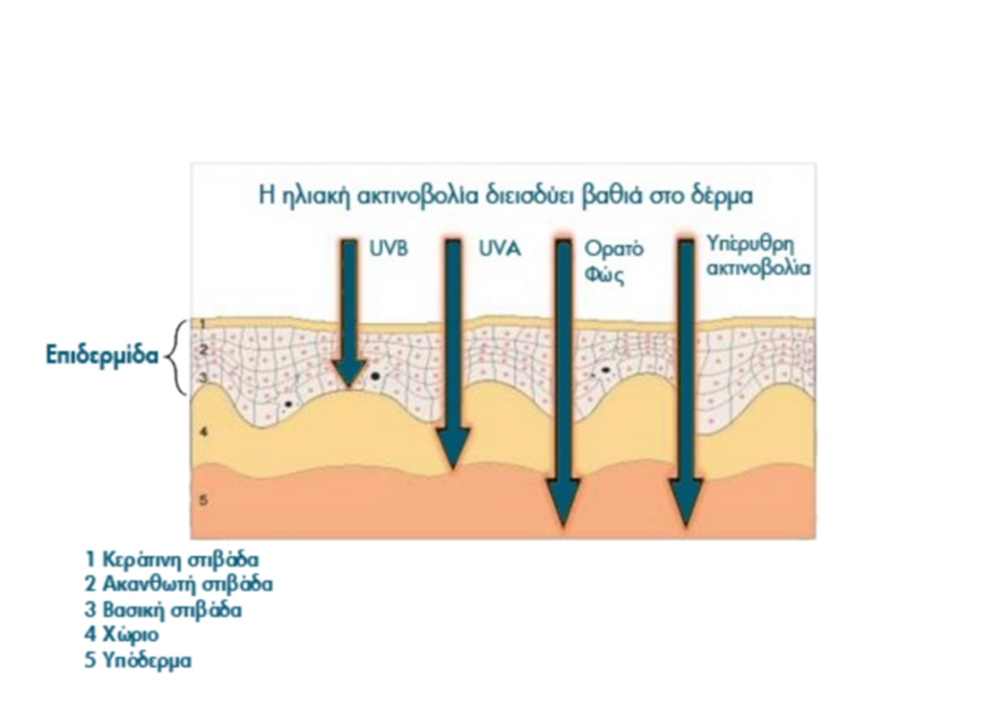 Η ηλιακή ακτινοβολία διεισδύει βαθιά στο δέρμα
UVB
UVA
Ορατό
Φώς
Υπέρυθρη
ακτινοβολία
Επιδερμίδα
1
2
3
4
5
1 Κεράτινη στιβάδα
2 Ακανθωτή στιβάδα
3 Βασική στιβάδα
4 Χώριο
5 Υπόδερμα